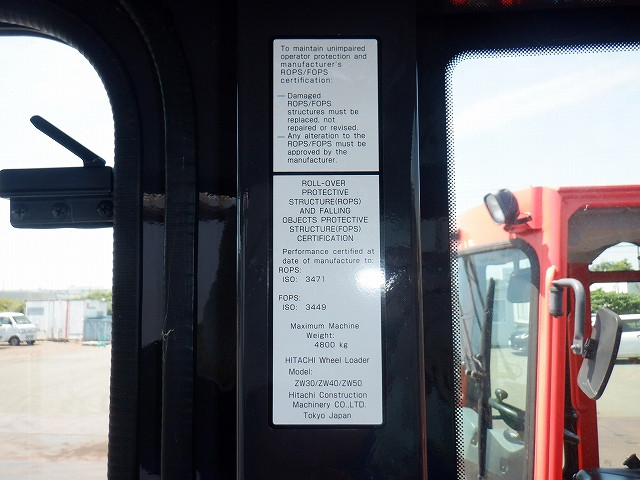 To maintain unimpaired
operator protection and
manufacturer's
ROPS/FOPS
certification:
— Damaged
ROPS/FOPS
structures must be
replaced, not
repaired or revised.
— Any alteration to the
ROPS/FOPS must be
approved by the
manufacturer.
ROLL-OVER
PROTECTIVE
STRUCTURE(ROPS)
AND FALLING
OBJECTS PROTECTIVE
STRUCTURE(FOPS)
CERTIFICATION
Performance certified at
date of manufacture to:
ROPS:
ISO: 3471
FOPS:
ISO: 3449
Maximum Machine
Weight:
4800 kg
HITACHI Wheel Loader
Model:
ZW30/ZW40/ZW50
Hitachi Construction
Machinery CO.,LTD.
Tokyo Japan